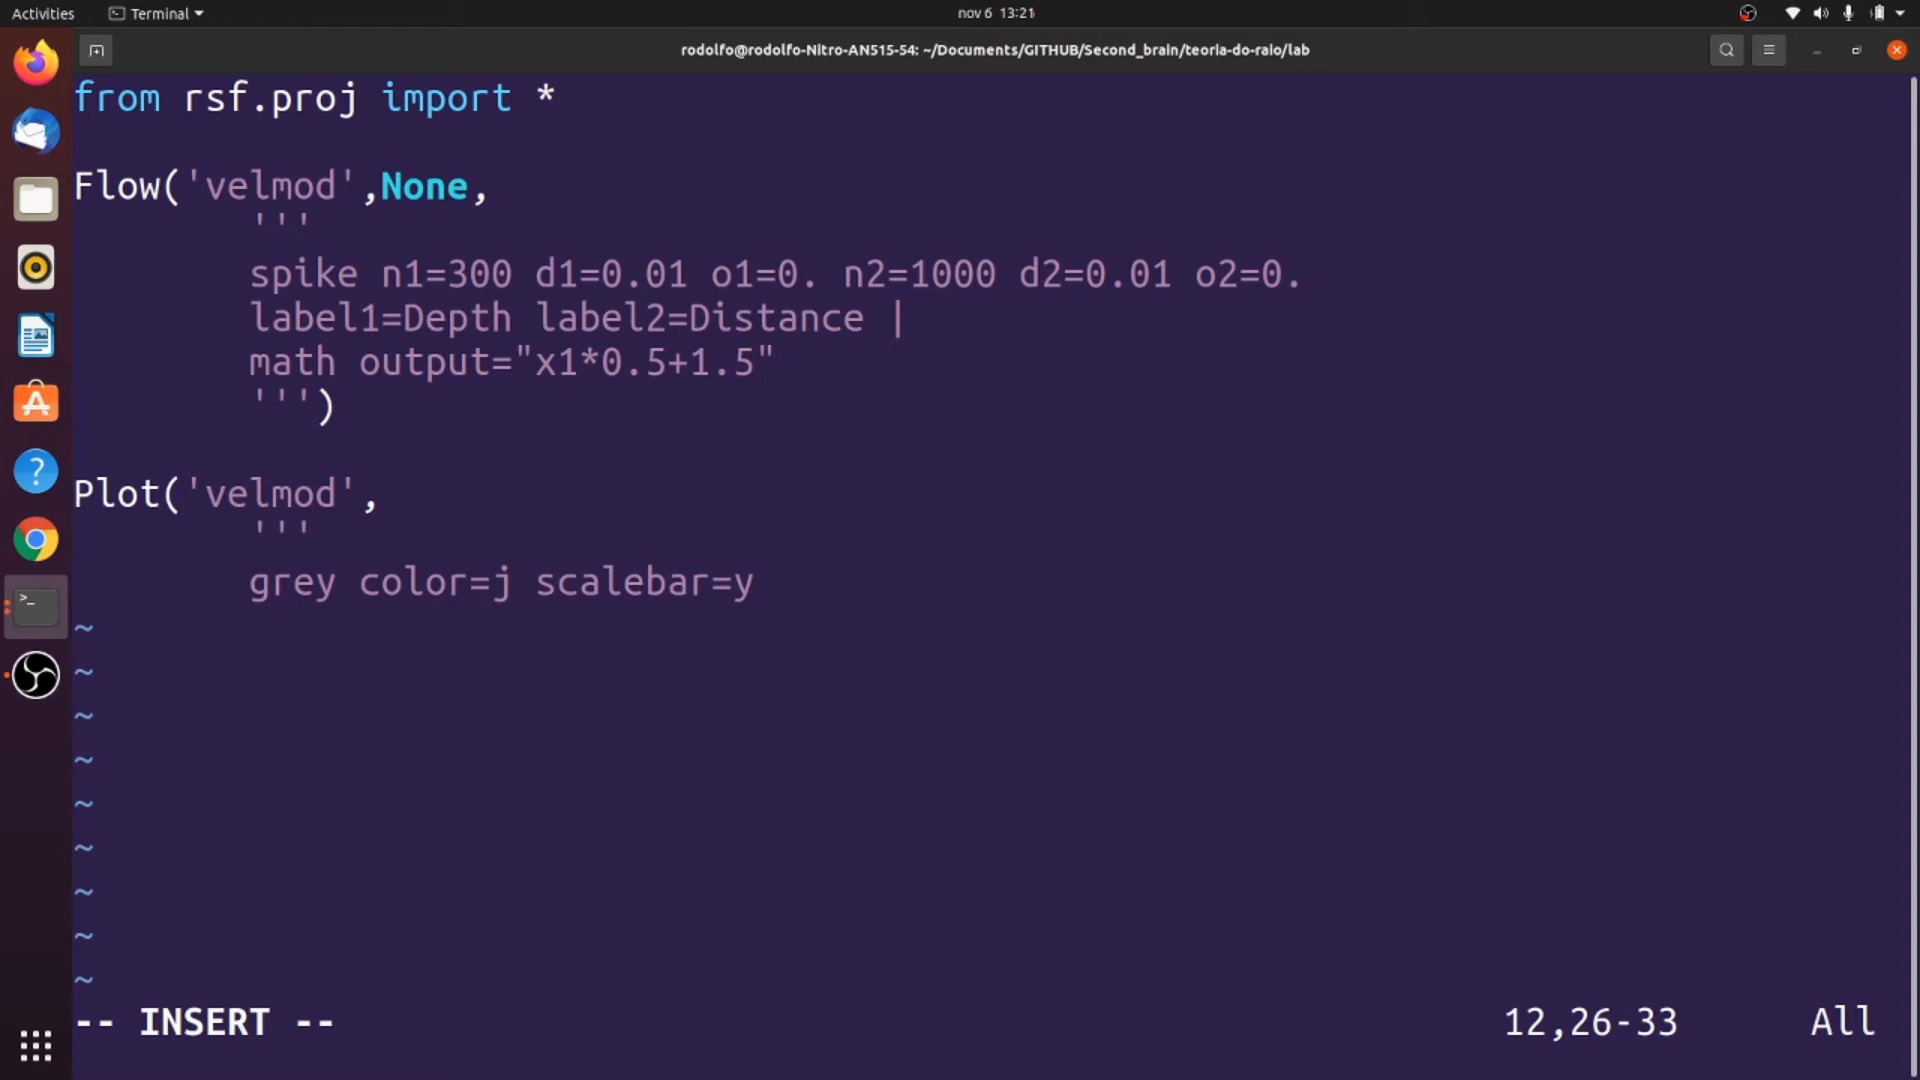 Activities
Terminal
nov 6 13:21
rodolfo@rodolfo-Nitro-AN515-54: ~/Documents/GITHUB/Second_brain/teoria-do-raio/lab
from rsf.proj import *
Flow('velmod',None,
'''
spike n1=300 d1=0.01 o1=0. n2=1000 d2=0.01 o2=0.
label1=Depth label2=Distance |
math output="x1*0.5+1.5"
''')
Plot('velmod',
'''
grey color=j scalebar=y
~
~
~
~
~
~
~
~
~
-- INSERT --
12,26-33
All